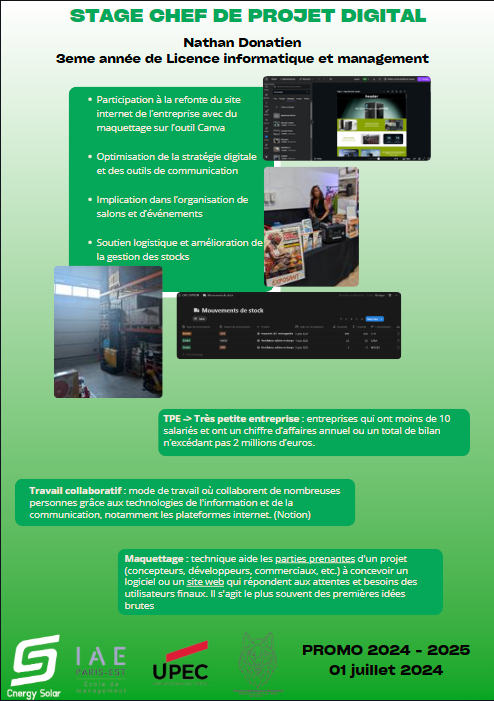 STAGE CHEF DE PROJET DIGITAL
Nathan Donatien
3eme année de Licence informatique et management
• Participation à la refonte du site
internet de l'entreprise avec du
maquettage sur l'outil Canva
• Optimisation de la stratégie digitale
et des outils de communication
• Implication dans l'organisation de
salons et d'événements
• Soutien logistique et amélioration de
la gestion des stocks
header
EXPOSANT
Mouvements de stock
TPE -> Très petite entreprise : entreprises qui ont moins de 10
salariés et ont un chiffre d'affaires annuel ou un total de bilan
n'excédant pas 2 millions d'euros.
Travail collaboratif : mode de travail où collaborent de nombreuses
personnes grâce aux technologies de l'information et de la
communication, notamment les plateformes internet. (Notion)
Maquettage : technique aide les parties prenantes d'un projet
(concepteurs, développeurs, commerciaux, etc.) à concevoir un
logiciel ou un site web qui répondent aux attentes et besoins des
utilisateurs finaux. Il s'agit le plus souvent des premières idées
brutes
Cnergy Solar
IAE
PARIS-EST
École de
management
UPEC
PROMO 2024 - 2025
01 juillet 2024